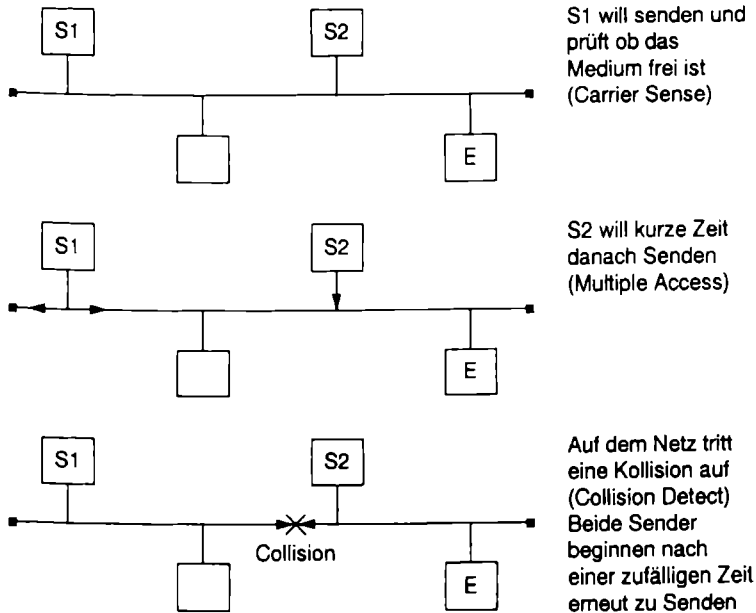 S1
S2
E
S1 will senden und
prüft ob das
Medium frei ist
(Carrier Sense)
S1
S2
E
S2 will kurze Zeit
danach Senden
(Multiple Access)
S1
S2
Collision
E
Auf dem Netz tritt
eine Kollision auf
(Collision Detect)
Beide Sender
beginnen nach
einer zufälligen Zeit
erneut zu Senden